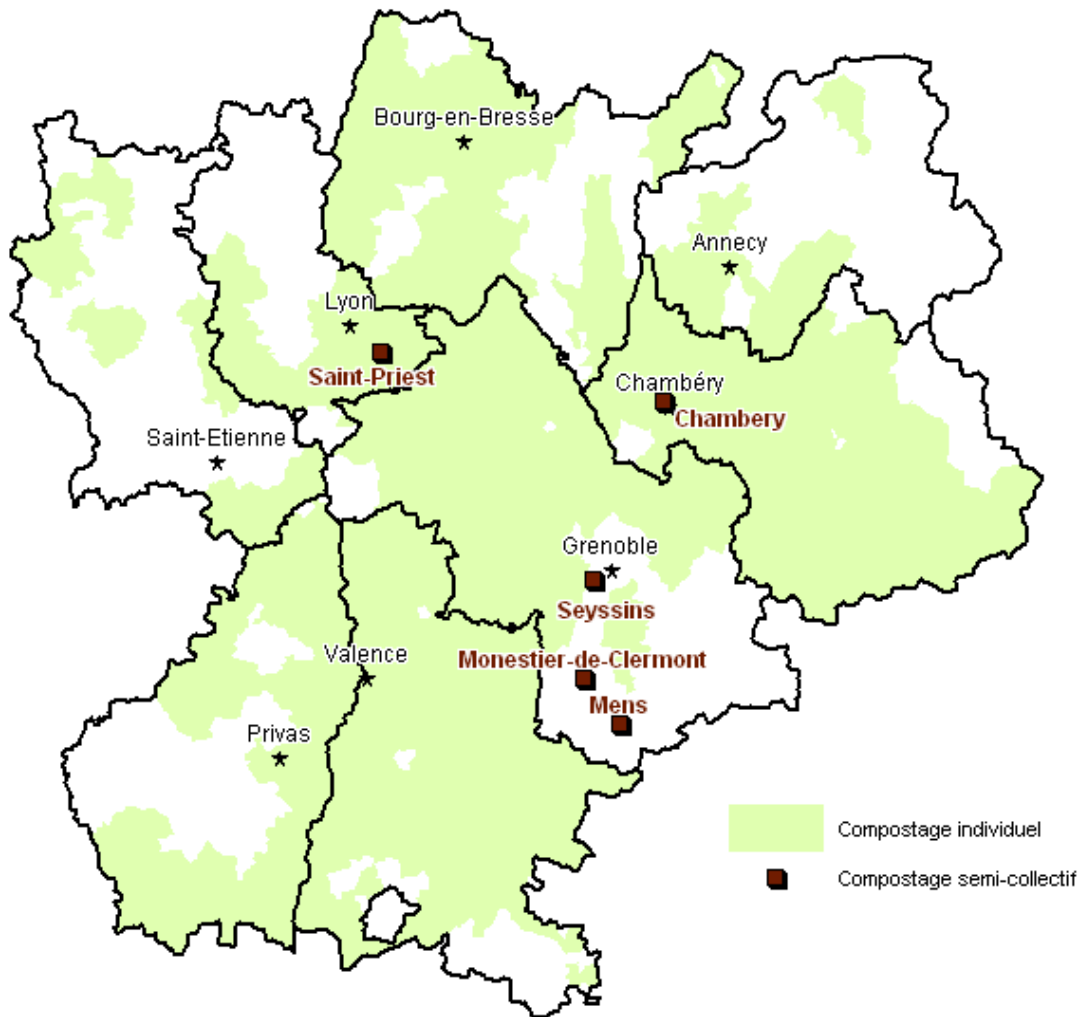 Bourg-en-Bresse
Annecy
Lyon
Saint-Priest
Chambéry
Chambery
Saint-Etienne
Grenoble
Seyssins
Valence
Monestier-de-Clermont
Mens
Privas
Compostage individuel
Compostage semi-collectif